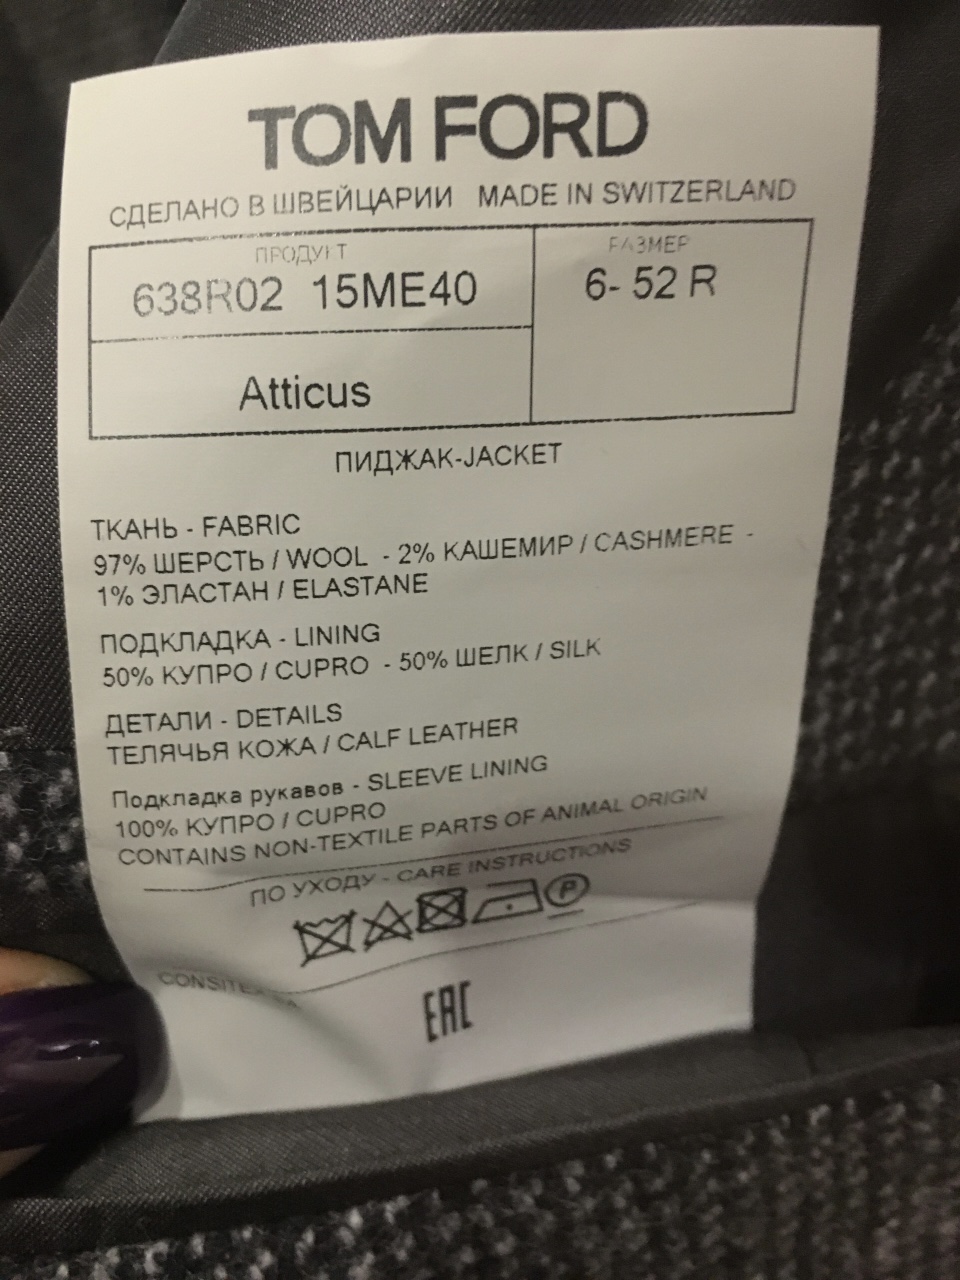 TOM FORD
СДЕЛАНО В ШВЕЙЦАРИИ MADE IN SWITZERLAND
ПРОДУКТ
РАЗМЕР
638R02 15ME40
6- 52 R
Atticus
ПИДЖАК-JACKET
ТКАНЬ - FABRIC
97% ШЕРСТЬ / WOOL - 2% КАШЕМИР / CASHMERE -
1% ЭЛАСТАН / ELASTANE
ПОДКЛАДКА - LINING
50% КУПРО / CUPRO - 50% ШЕЛК / SILK
ДЕТАЛИ - DETAILS
ТЕЛЯЧЬЯ КОЖА / CALF LEATHER
Подкладка рукавов - SLEEVE LINING
100% КУПРО / CUPRO
CONTAINS NON-TEXTILE PARTS OF ANIMAL ORIGIN
ПО УХОДУ - CARE INSTRUCTIONS
P
CONSITEX SA
EAC